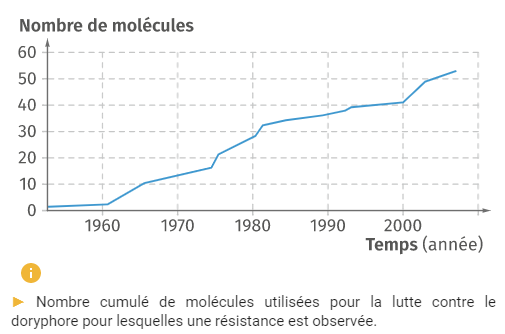 Nombre de molécules
60
50
40
30
20
10
0
1960 1970 1980 1990 2000
Temps (année)
i
► Nombre cumulé de molécules utilisées pour la lutte contre le
doryphore pour lesquelles une résistance est observée.